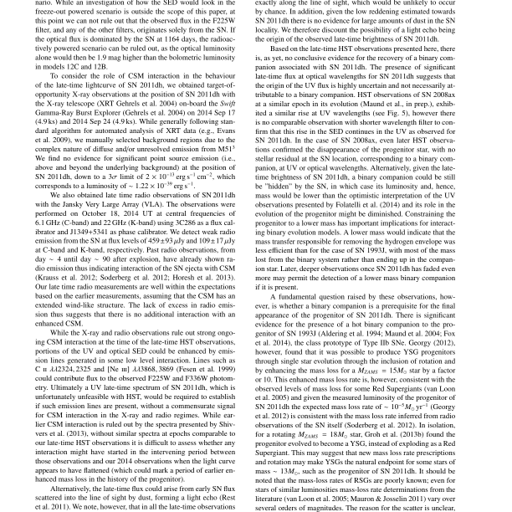 nario. While an investigation of how the SED would look in the
freeze-out powered scenario is outside the scope of this paper, at
this point we can not rule out that the observed flux in the F225W
filter, and any of the other filters, originates solely from the SN. If
the optical flux is dominated by the SN at 1164 days, the radioac-
tively powered scenario can be ruled out, as the optical luminosity
alone would then be 1.9 mag higher than the bolometric luminosity
in models 12C and 12B.
To consider the role of CSM interaction in the behaviour
of the late-time lightcurve of SN 2011dh, we obtained target-of-
opportunity X-ray observations at the position of SN 2011dh with
the X-ray telescope (XRT Gehrels et al. 2004) on-board the Swift
Gamma-Ray Burst Explorer (Gehrels et al. 2004) on 2014 Sep 17
(4.9 ks) and 2014 Sep 24 (4.9ks). While generally following stan-
dard algorithm for automated analysis of XRT data (e.g., Evans
et al. 2009), we manually selected background regions due to the
complex nature of diffuse and/or unresolved emission from M51
We find no evidence for significant point source emission (i.e.,
above and beyond the underlying background) at the position of
SN 2011dh, down to a 3σ limit of 2 × 10⁻¹³ erg s⁻¹ cm⁻², which
corresponds to a luminosity of ~ 1.22 × 10⁻³⁸ erg s⁻¹.
We also obtained late time radio observations of SN 2011dh
with the Jansky Very Large Array (VLA). The observations were
performed on October 18, 2014 UT at central frequencies of
6.1 GHz (C-band) and 22 GHz (K-band) using 3C286 as a flux cal-
ibrator and J1349+5341 as phase calibrator. We detect weak radio
emission from the SN at flux levels of 459±93 μJy and 109±17 μJy
at C-band and K-band, respectively. Past radio observations, from
day ~ 4 until day ~ 90 after explosion, have already shown ra-
dio emission thus indicating interaction of the SN ejecta with CSM
(Krauss et al. 2012; Soderberg et al. 2012; Horesh et al. 2013).
Our late time radio measurements are well within the expectations
based on the earlier measurements, assuming that the CSM has an
extended wind-like structure. The lack of excess in radio emis-
sion thus suggests that there is no additional interaction with an
enhanced CSM.
While the X-ray and radio observations rule out strong ongo-
ing CSM interaction at the time of the late-time HST observations,
portions of the UV and optical SED could be enhanced by emis-
sion lines generated in some low level interaction. Lines such as
C II λλ2324,2325 and [Ne III] λλ3868,3869 (Fesen et al. 1999)
could contribute flux to the observed F225W and F336W photom-
etry. Ultimately a UV late-time spectrum of SN 2011dh, which is
unfortunately unfeasible with HST, would be required to establish
if such emission lines are present, without a commensurate signal
for CSM interaction in the X-ray and radio regimes. While ear-
lier CSM interaction is ruled out by the spectra presented by Shiv-
vers et al. (2013), without similar spectra at epochs comparable to
our late-time HST observations it is difficult to assess whether any
interaction might have started in the intervening period between
those observations and our 2014 observations when the light curve
appears to have flattened (which could mark a period of earlier en-
hanced mass loss in the history of the progenitor).
Alternatively, the late-time flux could arise from early SN flux
scattered into the line of sight by dust, forming a light echo (Rest
et al. 2011). We note, however, that in all the late-time observations
exactly along the line of sight, which would be unlikely to occur
by chance. In addition, given the low reddening estimated towards
SN 2011dh there is no evidence for large amounts of dust in the SN
locality. We therefore discount the possibility of a light echo being
the origin of the observed late-time brightness of SN 2011dh.
Based on the late-time HST observations presented here, there
is, as yet, no conclusive evidence for the recovery of a binary com-
panion associated with SN 2011dh. The presence of significant
late-time flux at optical wavelengths for SN 2011dh suggests that
the origin of the UV flux is highly uncertain and not necessarily at-
tributable to a binary companion. HST observations of SN 2008ax
at a similar epoch in its evolution (Maund et al., in prep.), exhib-
ited a similar rise at UV wavelengths (see Fig. 5), however there
is no comparable observation with shorter wavelength filter to con-
firm that this rise in the SED continues in the UV as observed for
SN 2011dh. In the case of SN 2008ax, even later HST observa-
tions confirmed the disappearance of the progenitor star, with no
stellar residual at the SN location, corresponding to a binary com-
panion, at UV or optical wavelengths. Alternatively, given the late-
time brightness of SN 2011dh, a binary companion could still be
"hidden" by the SN, in which case its luminosity and, hence,
mass would be lower than the optimistic interpretation of the UV
observations presented by Folatelli et al. (2014) and its role in the
evolution of the progenitor might be diminished. Constraining the
progenitor to a lower mass has important implications for interact-
ing binary evolution models. A lower mass would indicate that the
mass transfer responsible for removing the hydrogen envelope was
less efficient than for the case of SN 1993J, with most of the mass
lost from the binary system rather than ending up in the compan-
ion star. Later, deeper observations once SN 2011dh has faded even
more may permit the detection of a lower mass binary companion
if it is present.
A fundamental question raised by these observations, how-
ever, is whether a binary companion is a prerequisite for the final
appearance of the progenitor of SN 2011dh. There is significant
evidence for the presence of a hot binary companion to the pro-
genitor of SN 1993J (Aldering et al. 1994; Maund et al. 2004; Fox
et al. 2014), the class prototype of Type IIb SNe. Georgy (2012),
however, found that it was possible to produce YSG progenitors
through single star evolution through the inclusion of rotation and
by enhancing the mass loss for a M_ZAMS = 15M⊙ star by a factor
or 10. This enhanced mass loss rate is, however, consistent with the
observed levels of mass loss for some Red Supergiants (van Loon
et al. 2005) and given the measured luminosity of the progenitor of
SN 2011dh the expected mass loss rate of ~ 10⁻⁵M⊙ yr⁻¹ (Georgy
et al. 2012) is consistent with the mass loss rate inferred from radio
observations of the SN itself (Soderberg et al. 2012). In isolation,
for a rotating M_ZAMS = 18M⊙ star, Groh et al. (2013b) found the
progenitor evolved to become a YSG, instead of exploding as a Red
Supergiant. This may suggest that new mass loss rate prescriptions
and rotation may make YSGs the natural endpoint for some stars of
mass ~ 13M⊙, such as the progenitor of SN 2011dh. It should be
noted that the mass-loss rates of RSGs are poorly known; even for
stars of similar luminosities mass-loss rate determinations from the
literature (van Loon et al. 2005; Mauron & Josselin 2011) vary over
several orders of magnitude. The reason for the scatter is unclear,